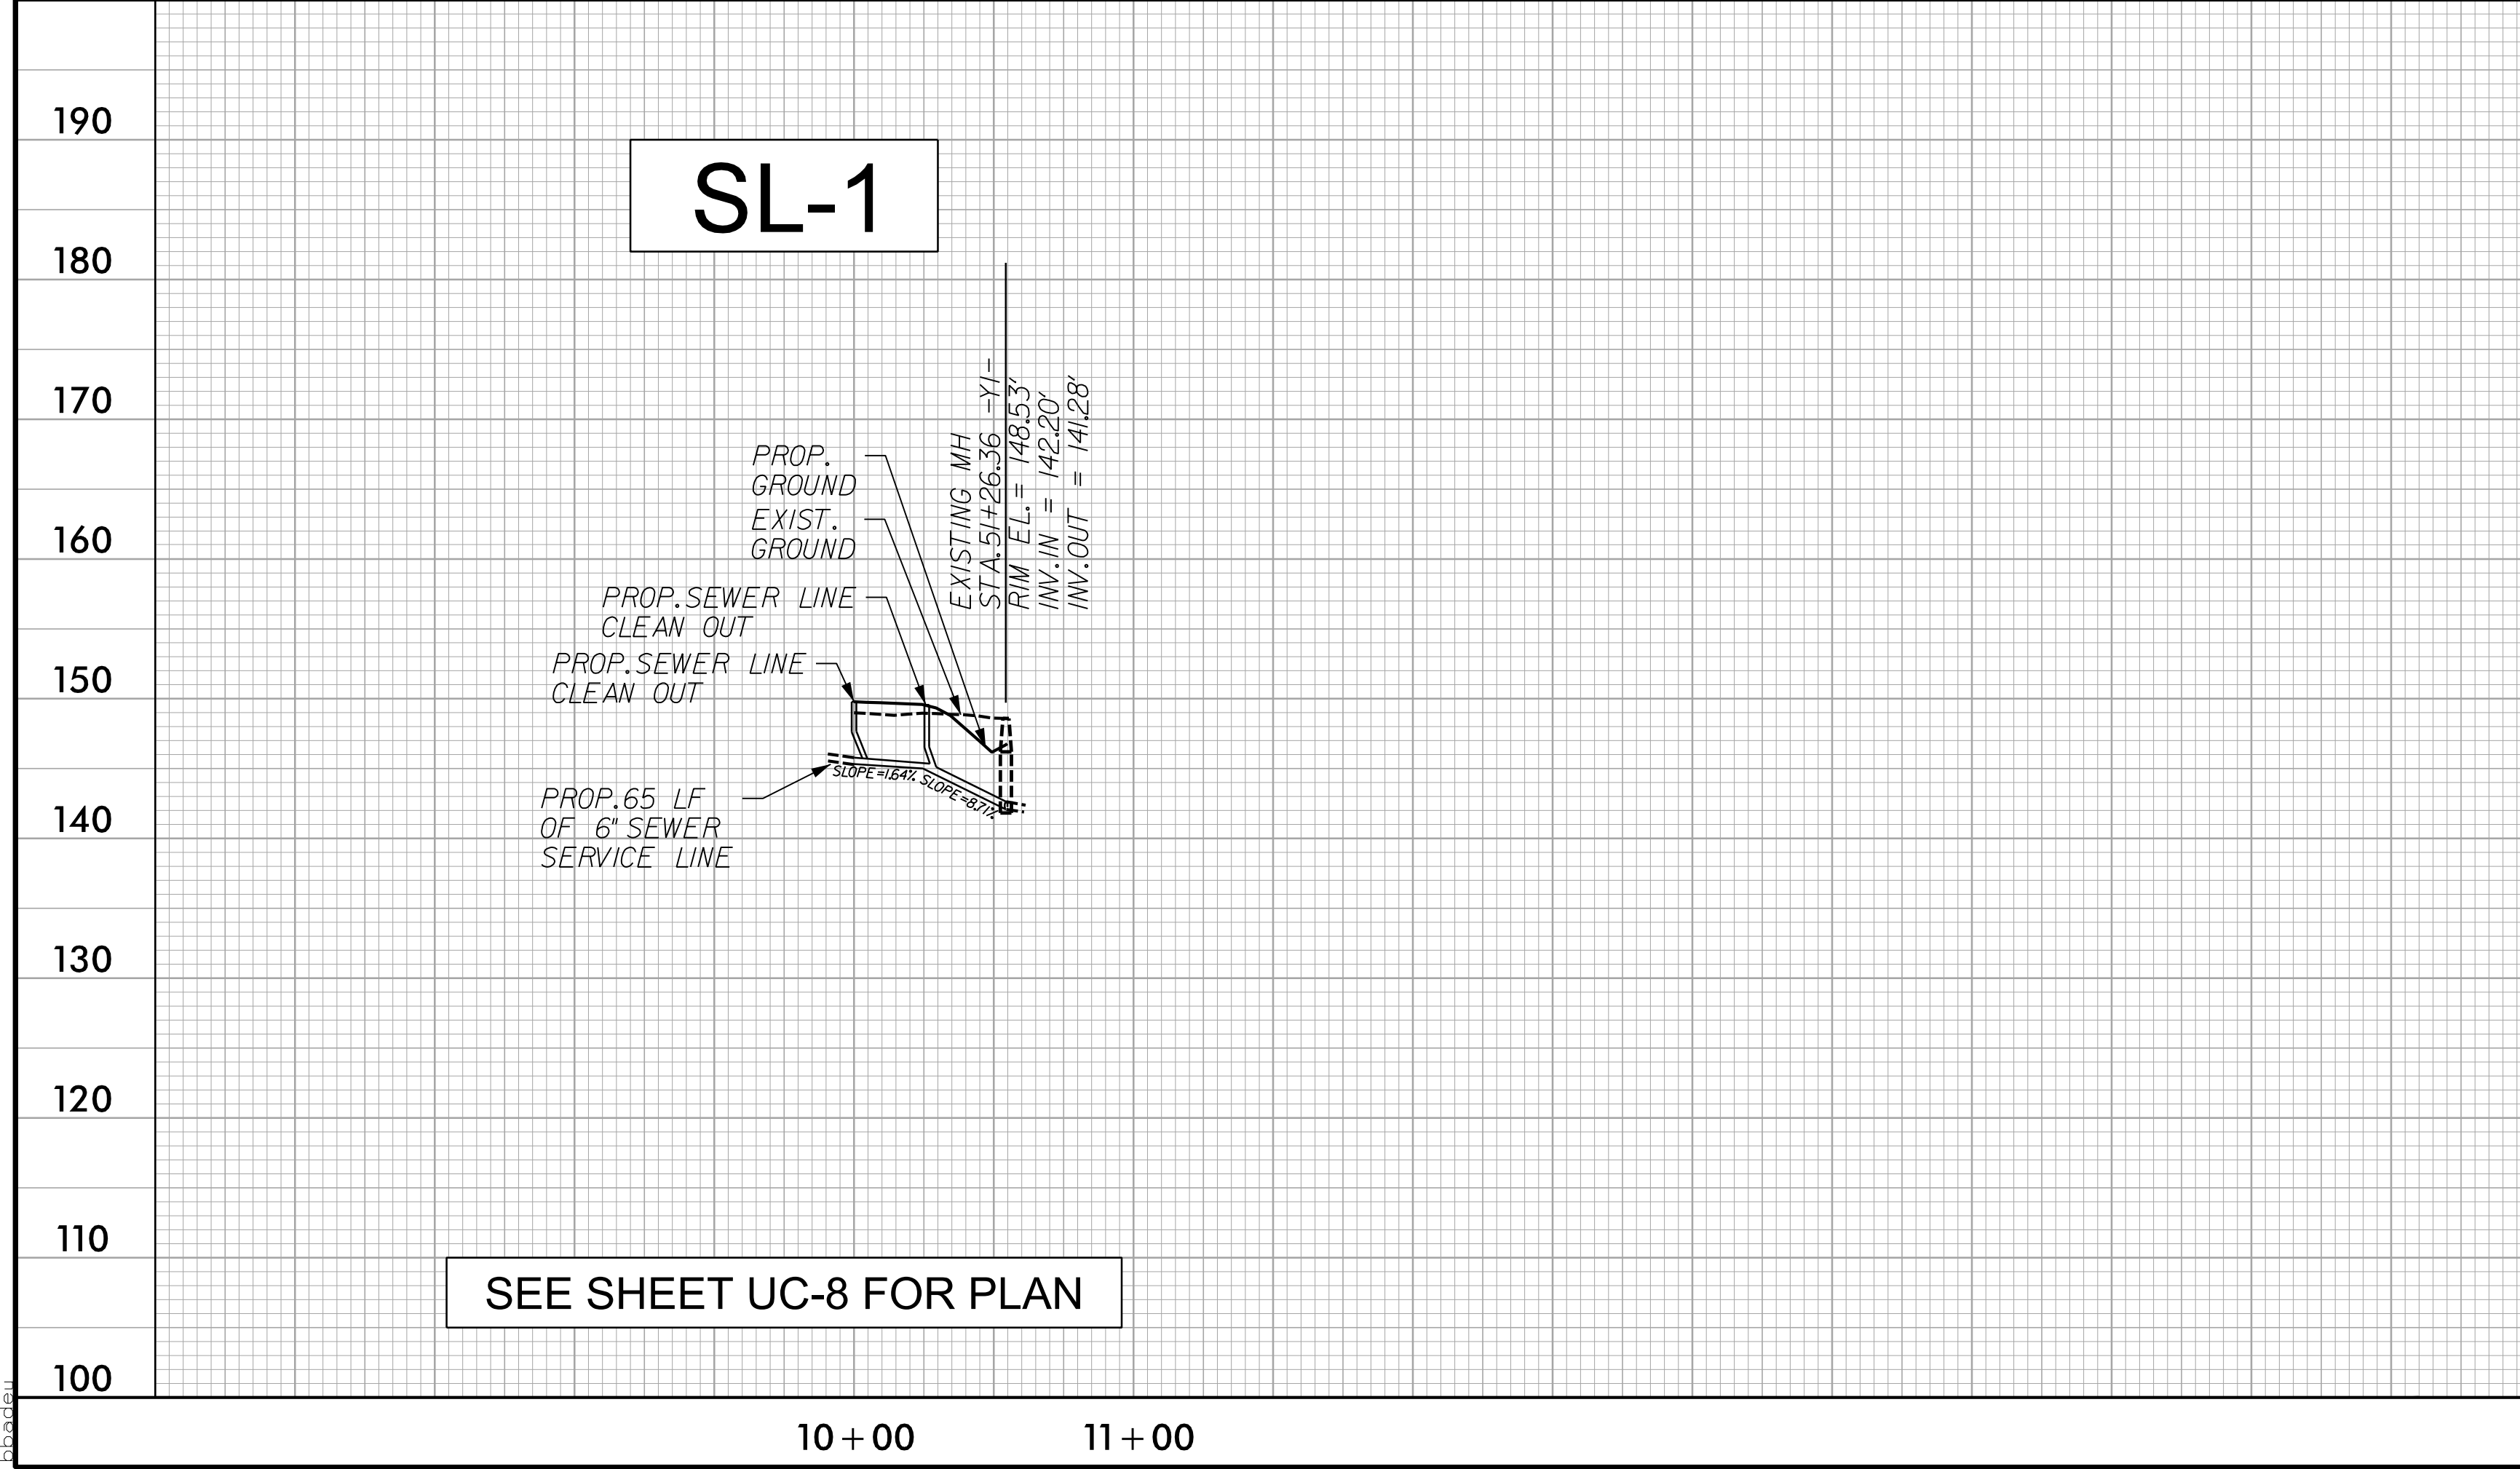 190
SL-1
180
170
160
150
140
130
120
110
100
EXISTING MH
STA. 51+26.36 -Y1-
RIM EL. = 148.53'
INV. IN = 142.20'
INV. OUT = 141.28'
PROP.
GROUND
EXIST.
GROUND
PROP. SEWER LINE
CLEAN OUT
PROP. SEWER LINE
CLEAN OUT
SLOPE=1.64%
SLOPE=8.71%
PROP. 65 LF
OF 6" SEWER
SERVICE LINE
SEE SHEET UC-8 FOR PLAN
10+00
11+00
bbadeu